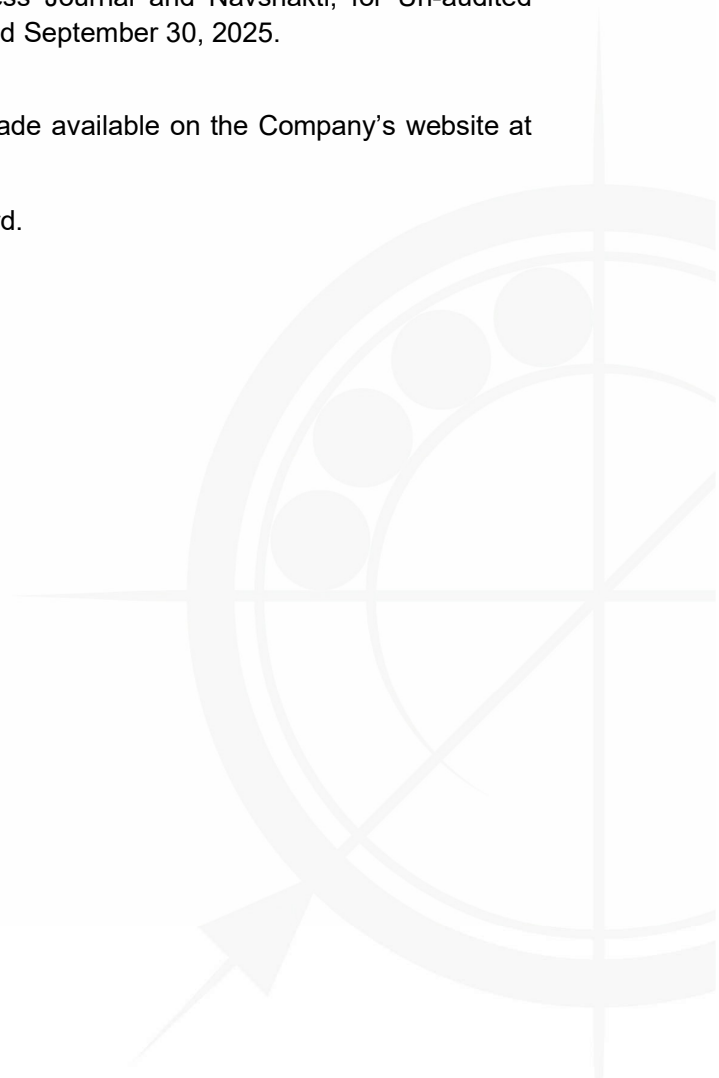 ess Journal and Navshakti, for Un-audited
d September 30, 2025.
ade available on the Company’s website at
d.